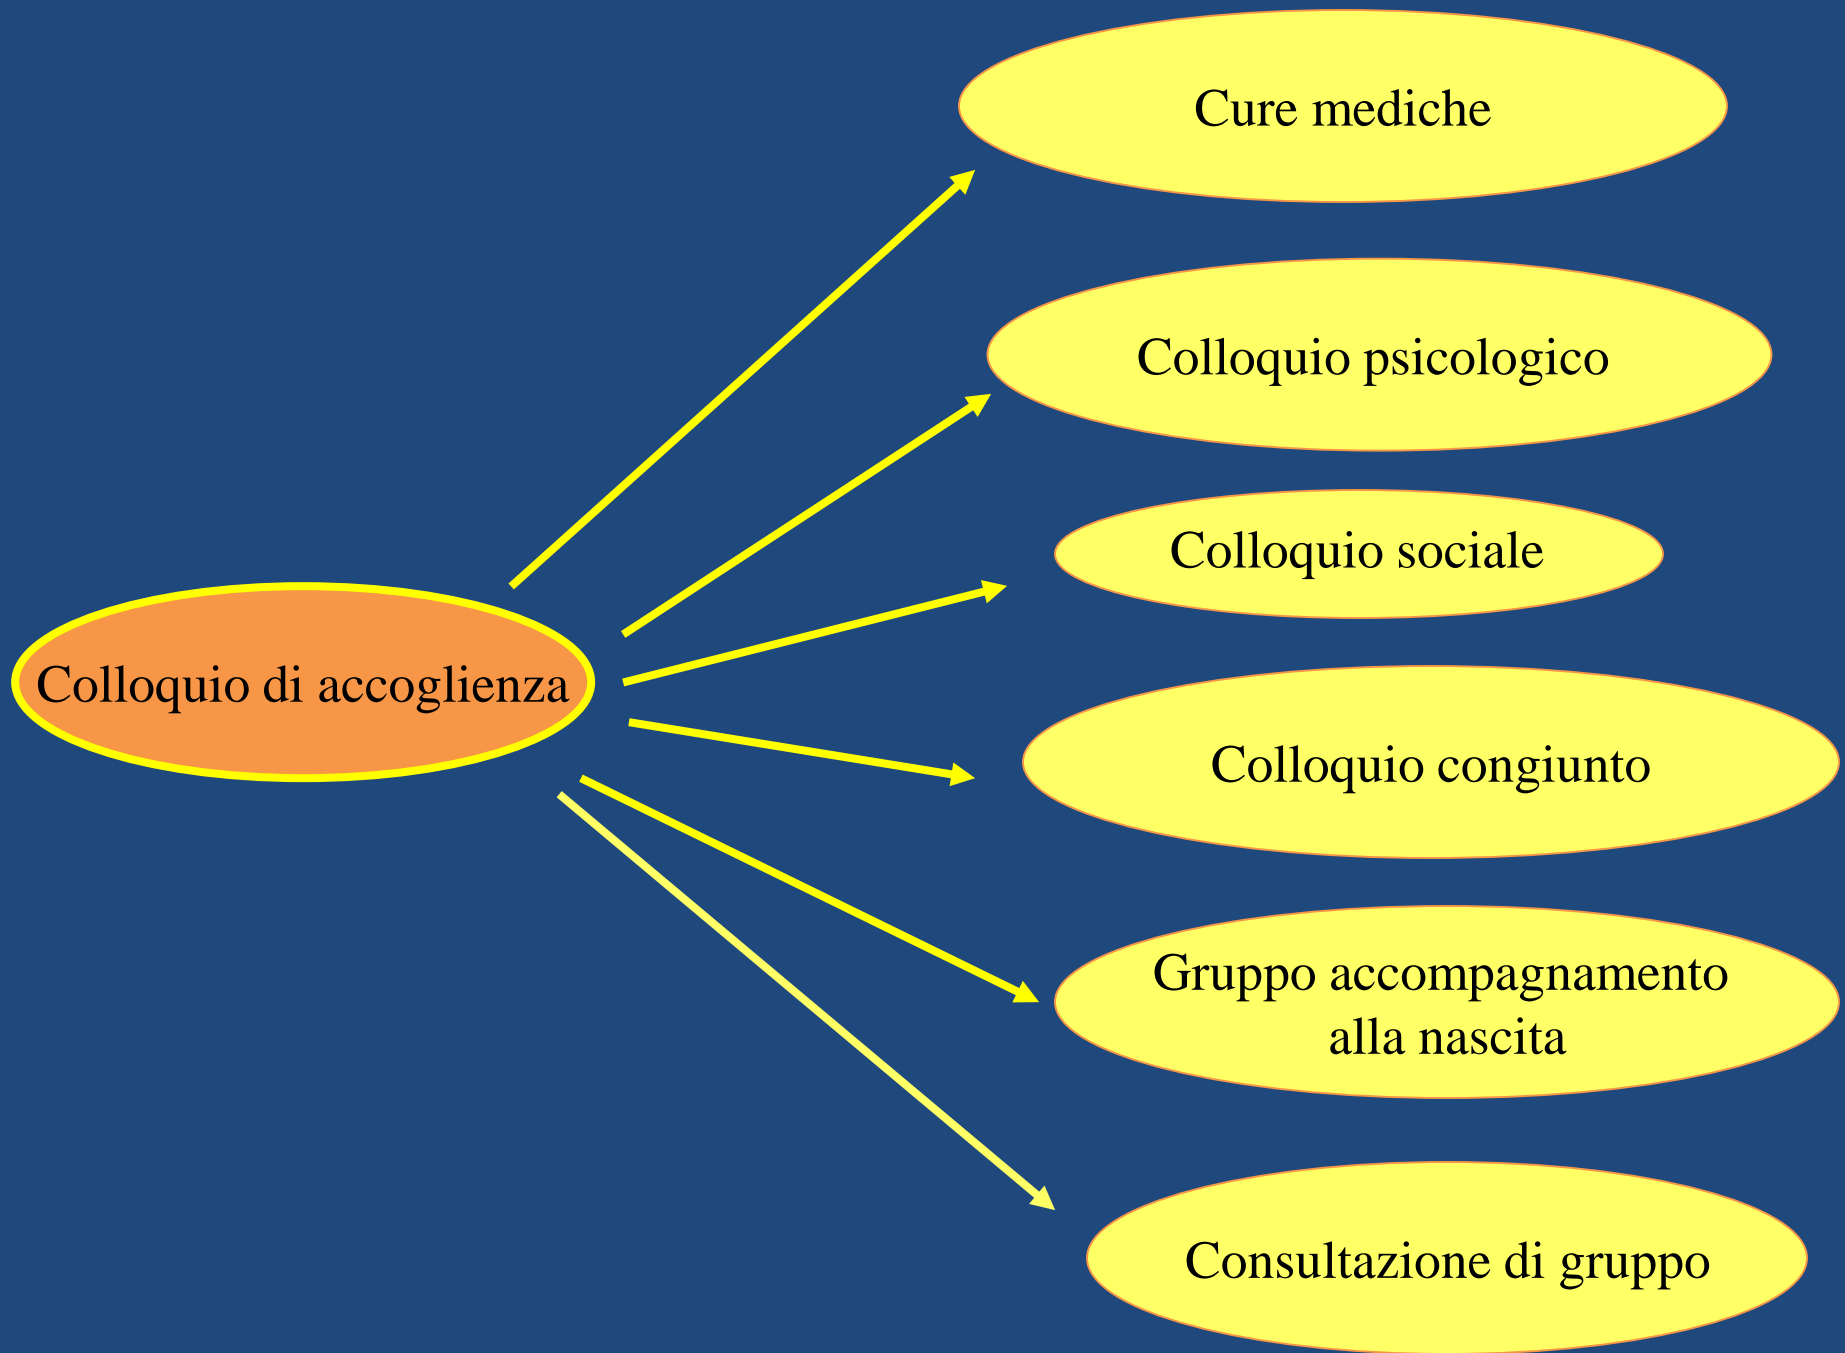 Cure mediche
Colloquio psicologico
Colloquio sociale
Colloquio di accoglienza
Colloquio congiunto
Gruppo accompagnamento
alla nascita
Consultazione di gruppo